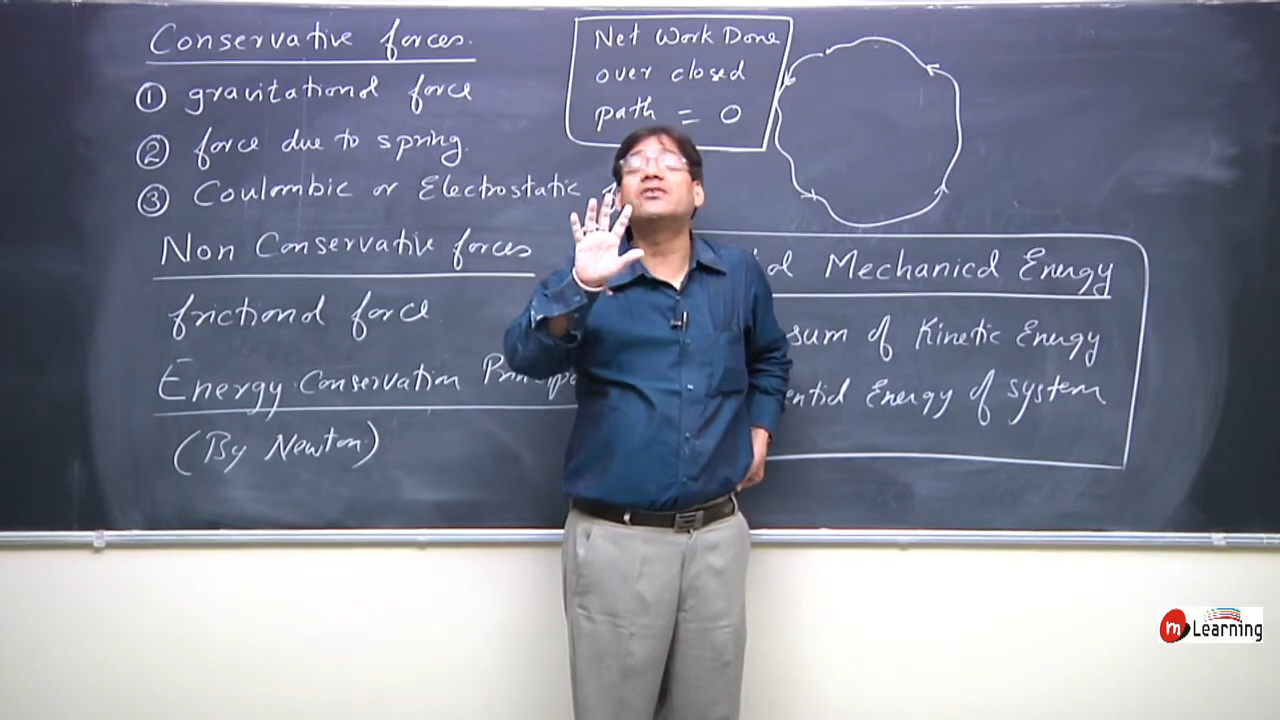 Conservative forces.
① gravitational force
② force due to spring.
③ Coulombic or Electrostatic
Non Conservative forces
frictional force
Energy Conservation
(By Newton)
Net Work Done
over closed
path = 0
Mechanical Energy
sum of Kinetic Energy
Energy of system
m Learning